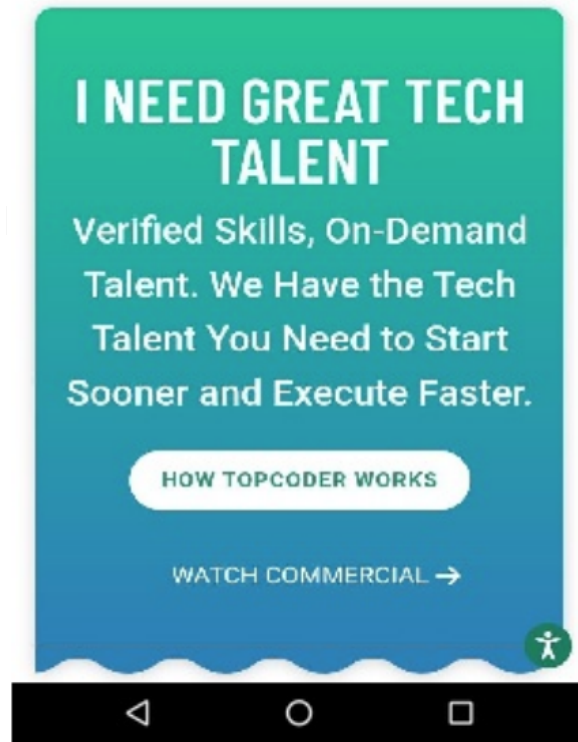 I NEED GREAT TECH
TALENT
Verified Skills, On-Demand
Talent. We Have the Tech
Talent You Need to Start
Sooner and Execute Faster.
HOW TOPCODER WORKS
WATCH COMMERCIAL →